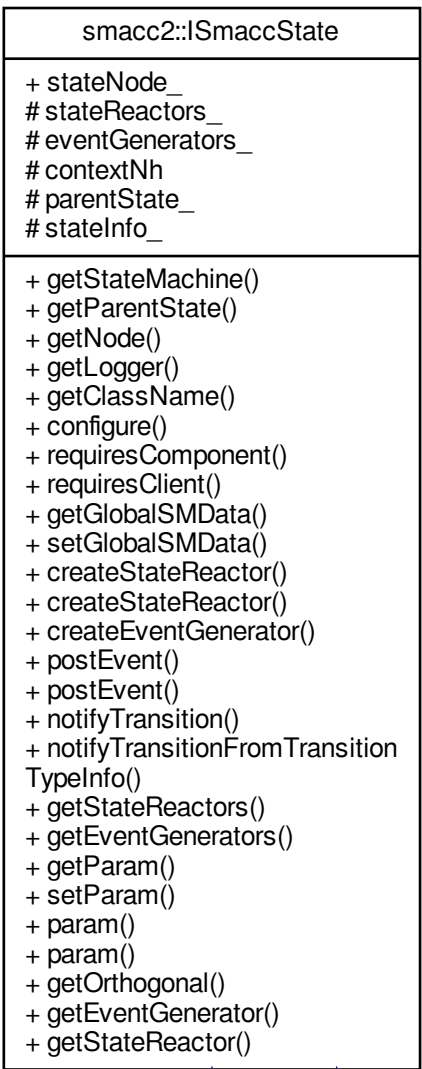 smacc2::ISmaccState
+ stateNode_
# stateReactors_
# eventGenerators_
# contextNh
# parentState_
# stateInfo_
+ getStateMachine()
+ getParentState()
+ getNode()
+ getLogger()
+ getClassName()
+ configure()
+ requiresComponent()
+ requiresClient()
+ getGlobalSMData()
+ setGlobalSMData()
+ createStateReactor()
+ createStateReactor()
+ createEventGenerator()
+ postEvent()
+ postEvent()
+ notifyTransition()
+ notifyTransitionFromTransition
TypeInfo()
+ getStateReactors()
+ getEventGenerators()
+ getParam()
+ setParam()
+ param()
+ param()
+ getOrthogonal()
+ getEventGenerator()
+ getStateReactor()